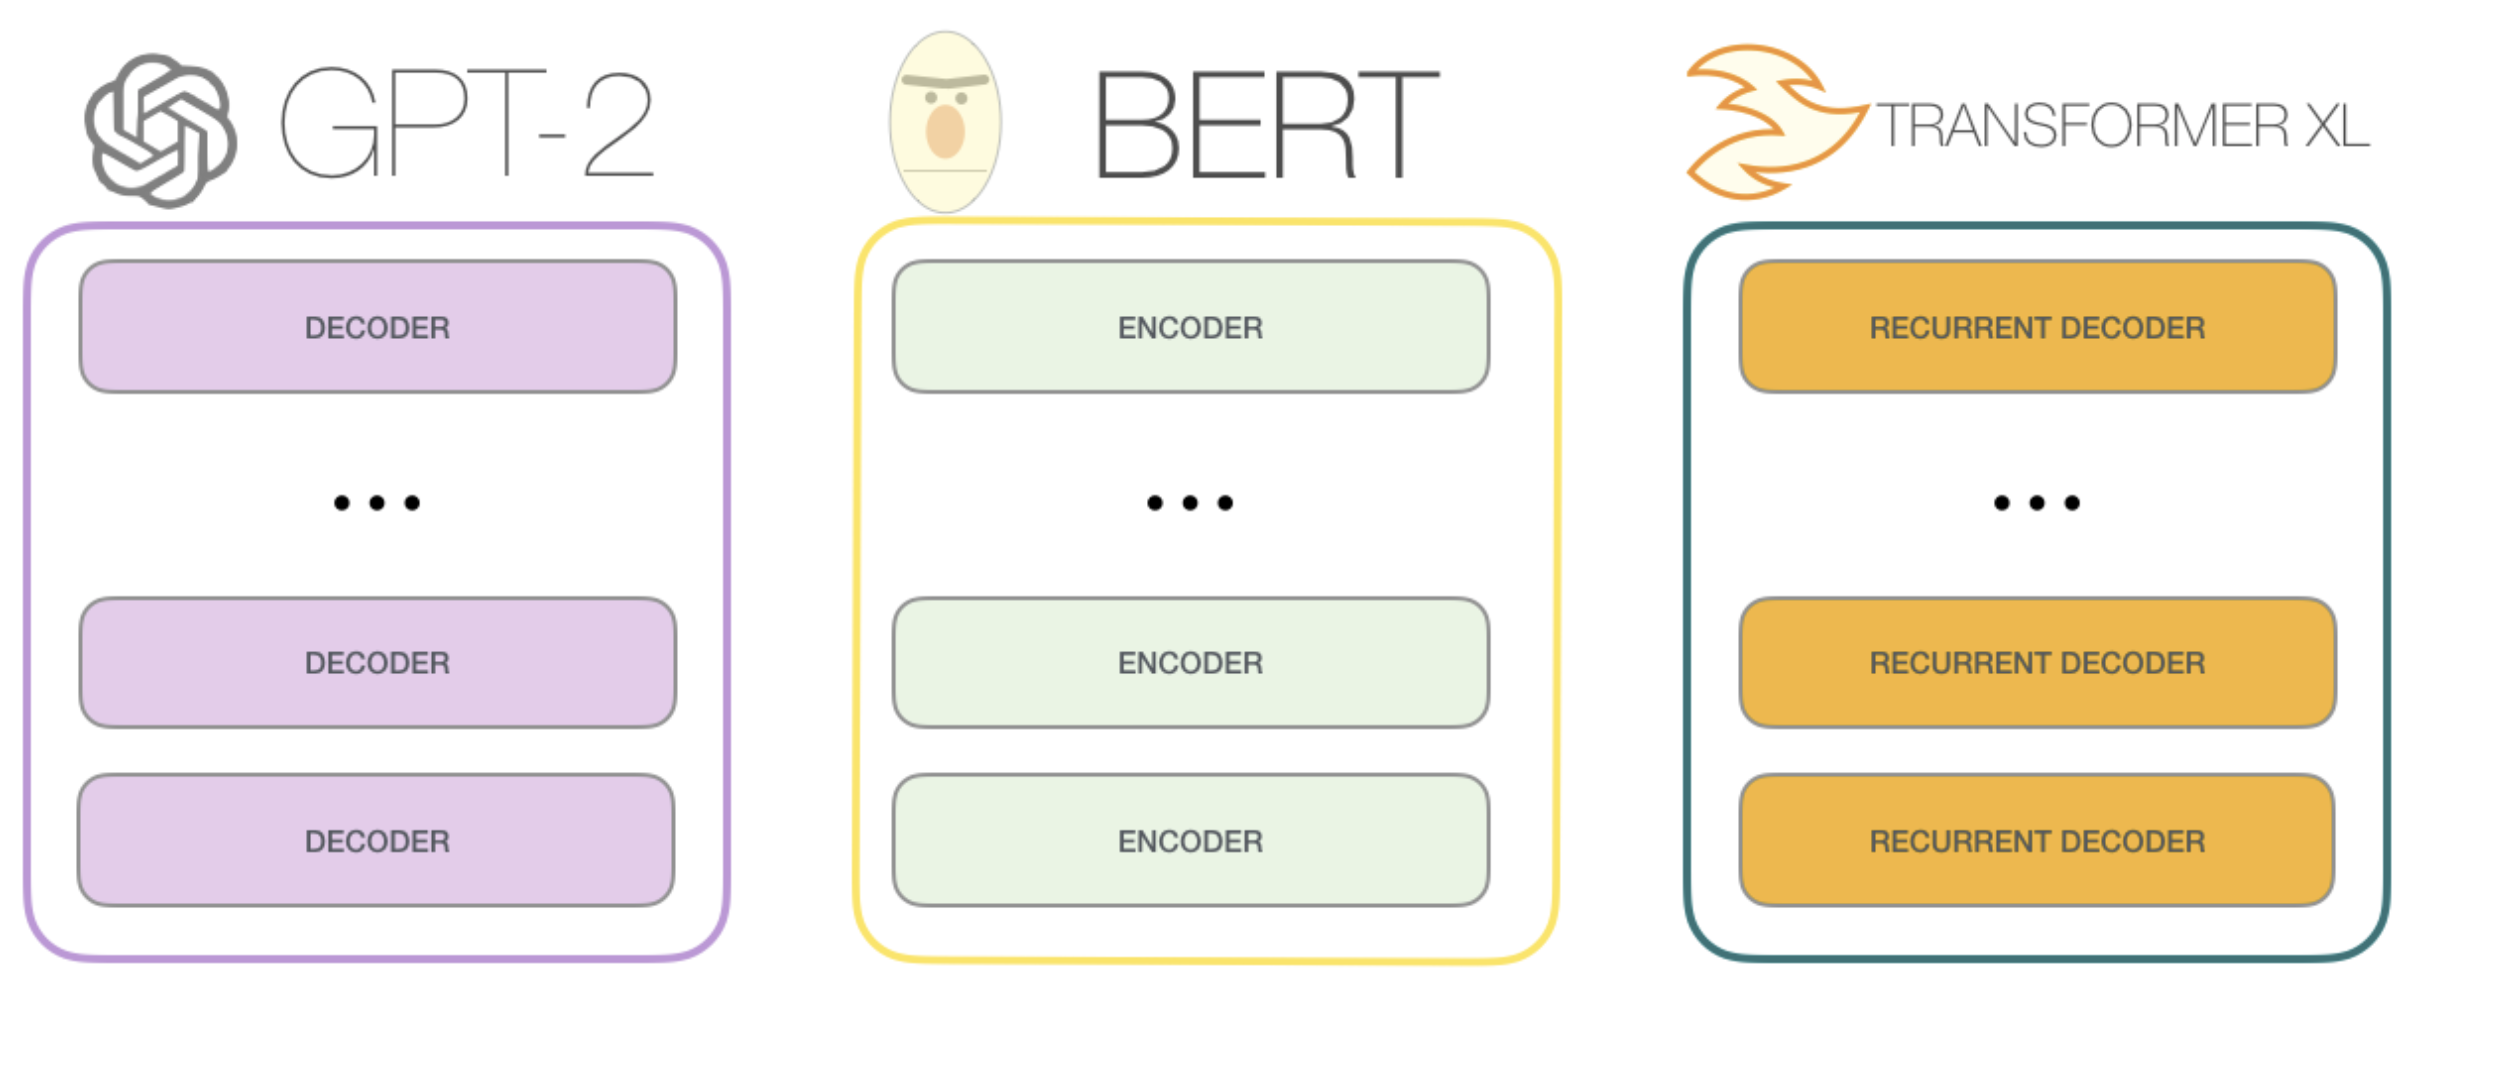 GPT-2
DECODER
DECODER
DECODER
BERT
ENCODER
ENCODER
ENCODER
TRANSFORMER XL
RECURRENT DECODER
RECURRENT DECODER
RECURRENT DECODER